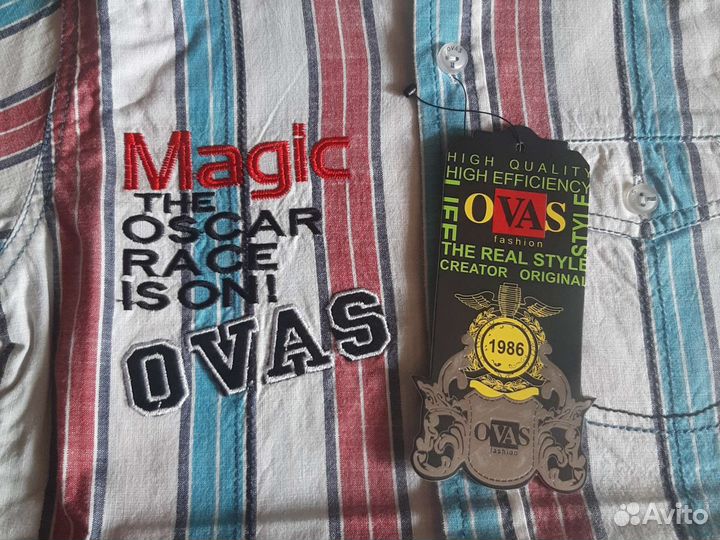 Magic
THE
OSCAR
RACE
IS ON!
OVAS
OVAS
HIGH QUALITY
HIGH EFFICIENCY
LIFE
STYLE
OVAS
fashion
THE REAL STYLE
CREATOR ORIGINAL
1986
OVAS
fashion
Avito